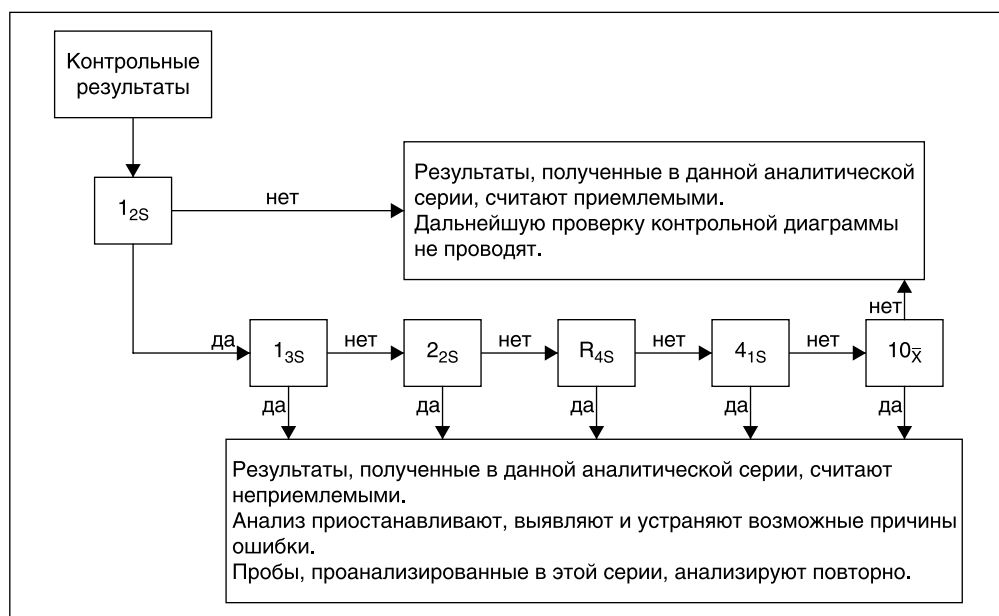 Контрольные
результаты
1₂S
нет
Результаты, полученные в данной аналитической
серии, считают приемлемыми.
Дальнейшую проверку контрольной диаграммы
не проводят.
нет
да
1₃S
нет
2₂S
нет
R₄S
нет
4₁S
нет
10X̅
да
да
да
да
да
Результаты, полученные в данной аналитической серии, считают
неприемлемыми.
Анализ приостанавливают, выявляют и устраняют возможные причины
ошибки.
Пробы, проанализированные в этой серии, анализируют повторно.